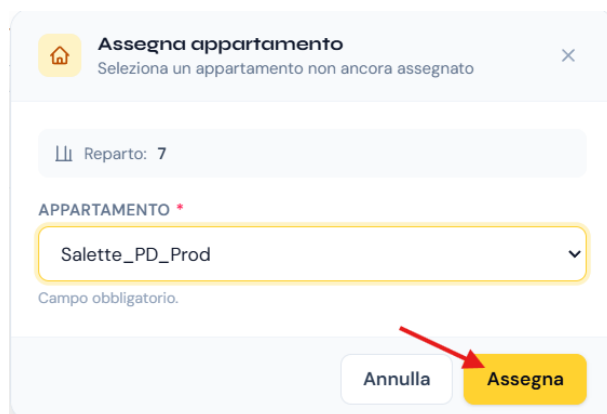 Assegna appartamento
Seleziona un appartamento non ancora assegnato
Reparto: 7
APPARTAMENTO *
Salette_PD_Prod
Campo obbligatorio.
Annulla
Assegna